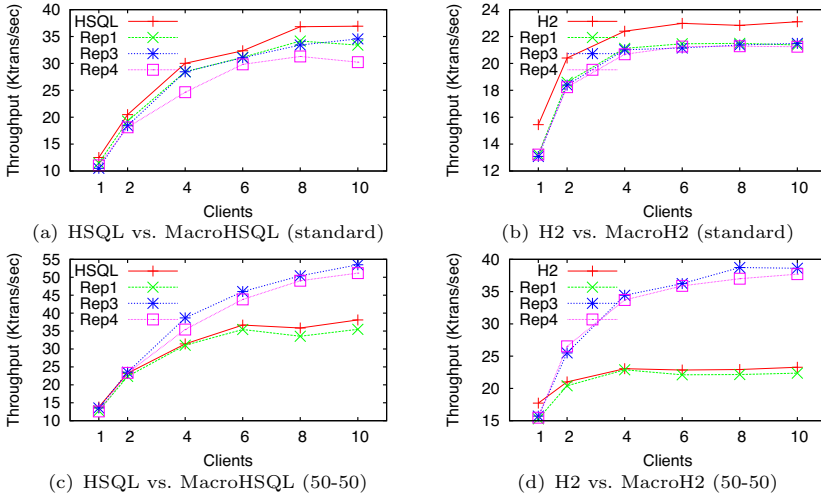 Throughput (Ktrans/sec)
40
35
30
25
20
15
10
HSQL
Rep1
Rep3
Rep4
1 2 4 6 8 10
Clients
(a) HSQL vs. MacroHSQL (standard)
Throughput (Ktrans/sec)
24
22
20
18
16
14
12
H2
Rep1
Rep3
Rep4
1 2 4 6 8 10
Clients
(b) H2 vs. MacroH2 (standard)
Throughput (Ktrans/sec)
55
50
45
40
35
30
25
20
15
10
HSQL
Rep1
Rep3
Rep4
1 2 4 6 8 10
Clients
(c) HSQL vs. MacroHSQL (50-50)
Throughput (Ktrans/sec)
40
35
30
25
20
15
H2
Rep1
Rep3
Rep4
1 2 4 6 8 10
Clients
(d) H2 vs. MacroH2 (50-50)